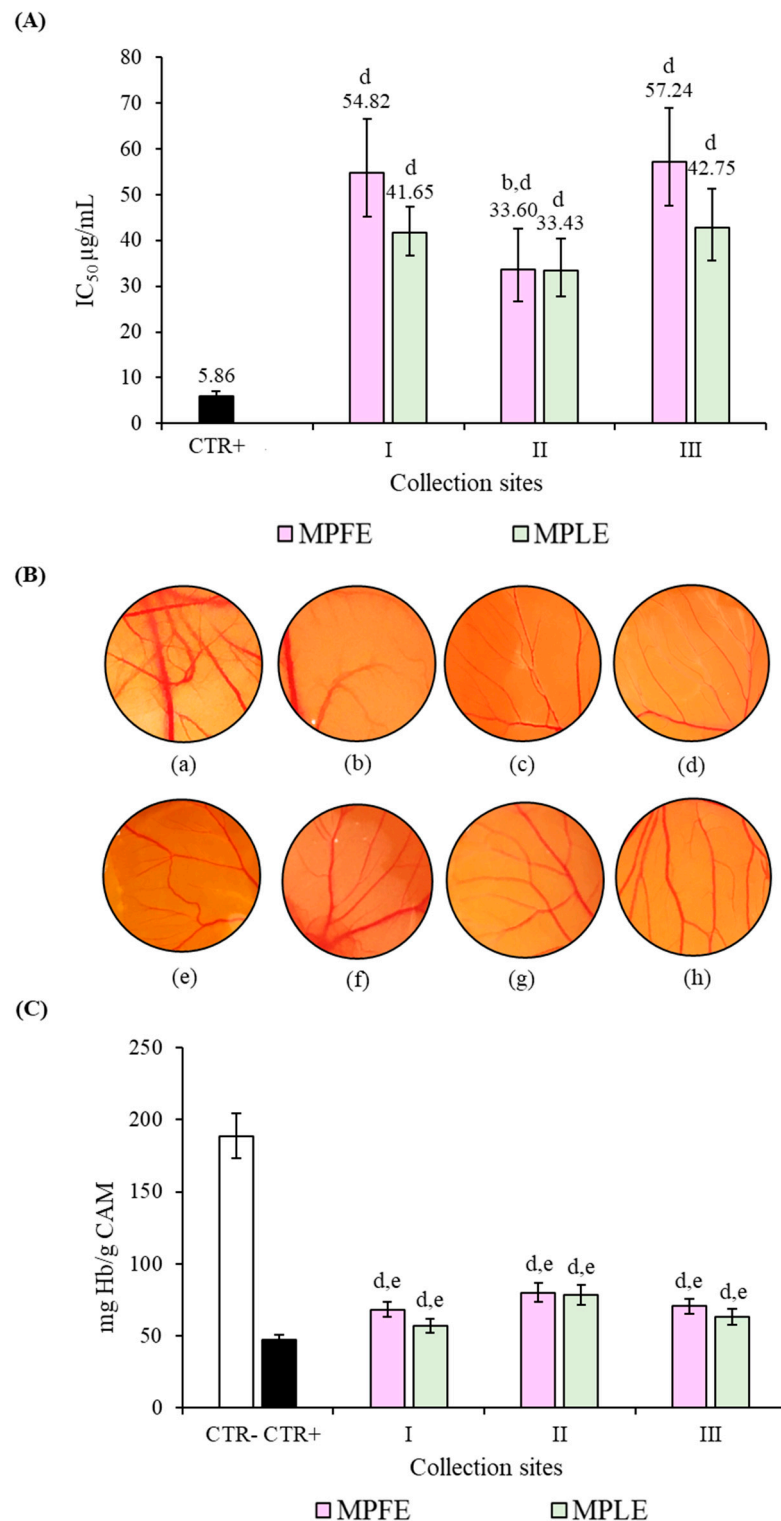 (A)
80
70
60
50
40
30
20
10
0
IC50 µg/mL
5.86
d
54.82
d
41.65
b,d
33.60
d
33.43
d
57.24
d
42.75
CTR+
I
II
III
Collection sites
MPFE
MPLE
(B)
(a)
(b)
(c)
(d)
(e)
(f)
(g)
(h)
(C)
250
200
150
100
50
0
mg Hb/g CAM
d,e
d,e
d,e
d,e
d,e
d,e
CTR- CTR+
I
II
III
Collection sites
MPFE
MPLE